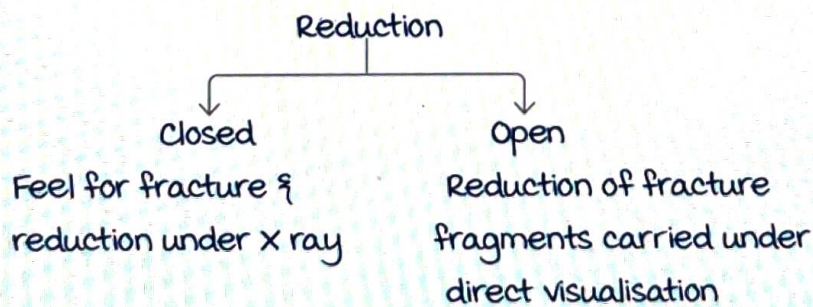 Reduction
Closed
Open
Feel for fracture &
reduction under X ray
Reduction of fracture
fragments carried under
direct visualisation